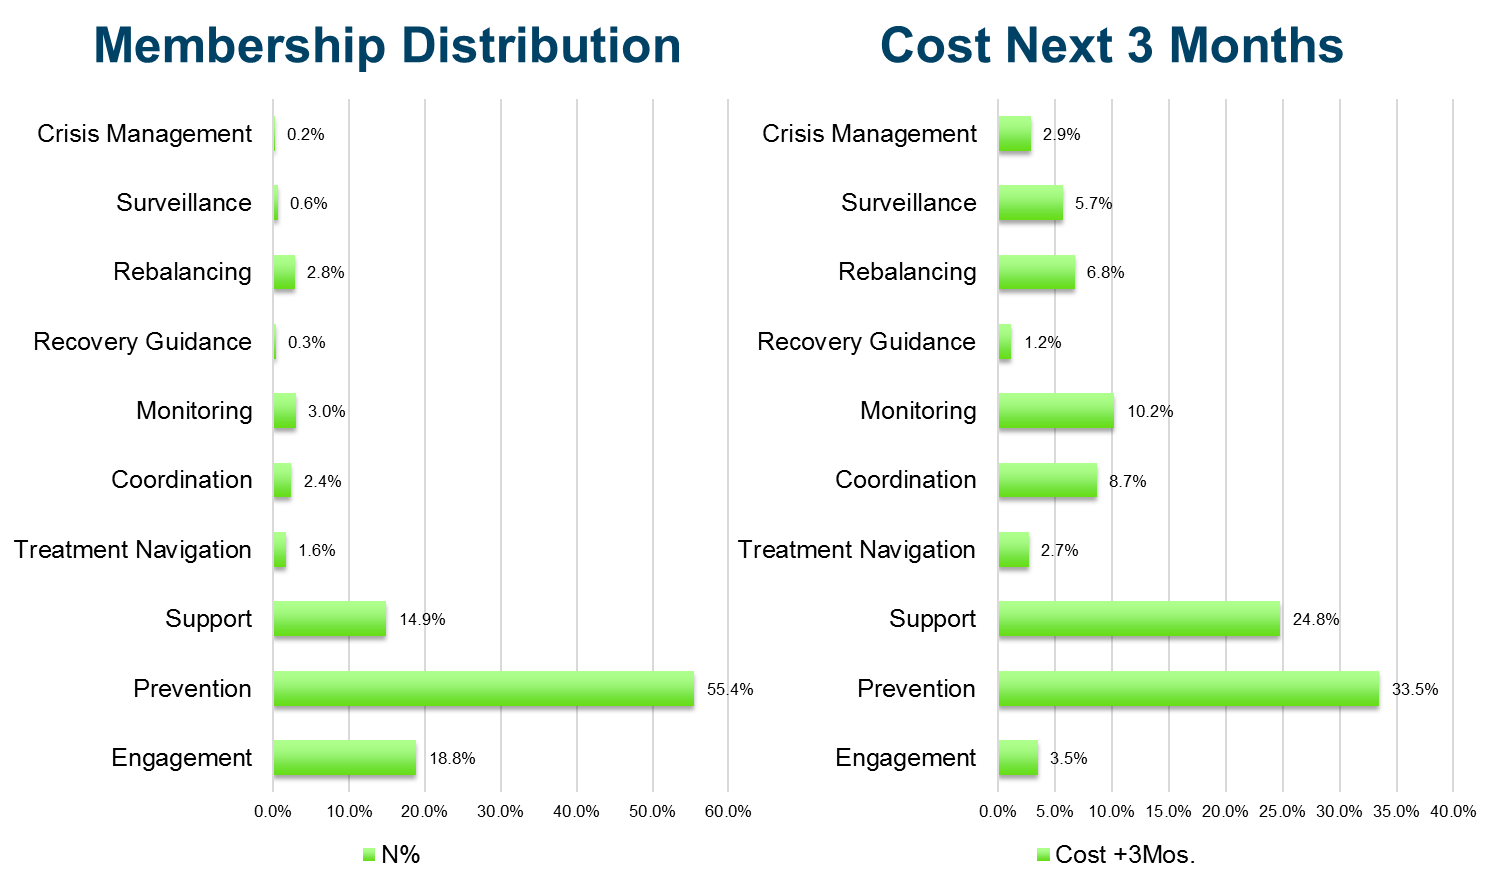 Membership Distribution
Crisis Management 0.2%
Surveillance 0.6%
Rebalancing 2.8%
Recovery Guidance 0.3%
Monitoring 3.0%
Coordination 2.4%
Treatment Navigation 1.6%
Support 14.9%
Prevention 55.4%
Engagement 18.8%
0.0% 10.0% 20.0% 30.0% 40.0% 50.0% 60.0%
N%
Cost Next 3 Months
Crisis Management 2.9%
Surveillance 5.7%
Rebalancing 6.8%
Recovery Guidance 1.2%
Monitoring 10.2%
Coordination 8.7%
Treatment Navigation 2.7%
Support 24.8%
Prevention 33.5%
Engagement 3.5%
0.0% 5.0% 10.0% 15.0% 20.0% 25.0% 30.0% 35.0% 40.0%
Cost +3Mos.